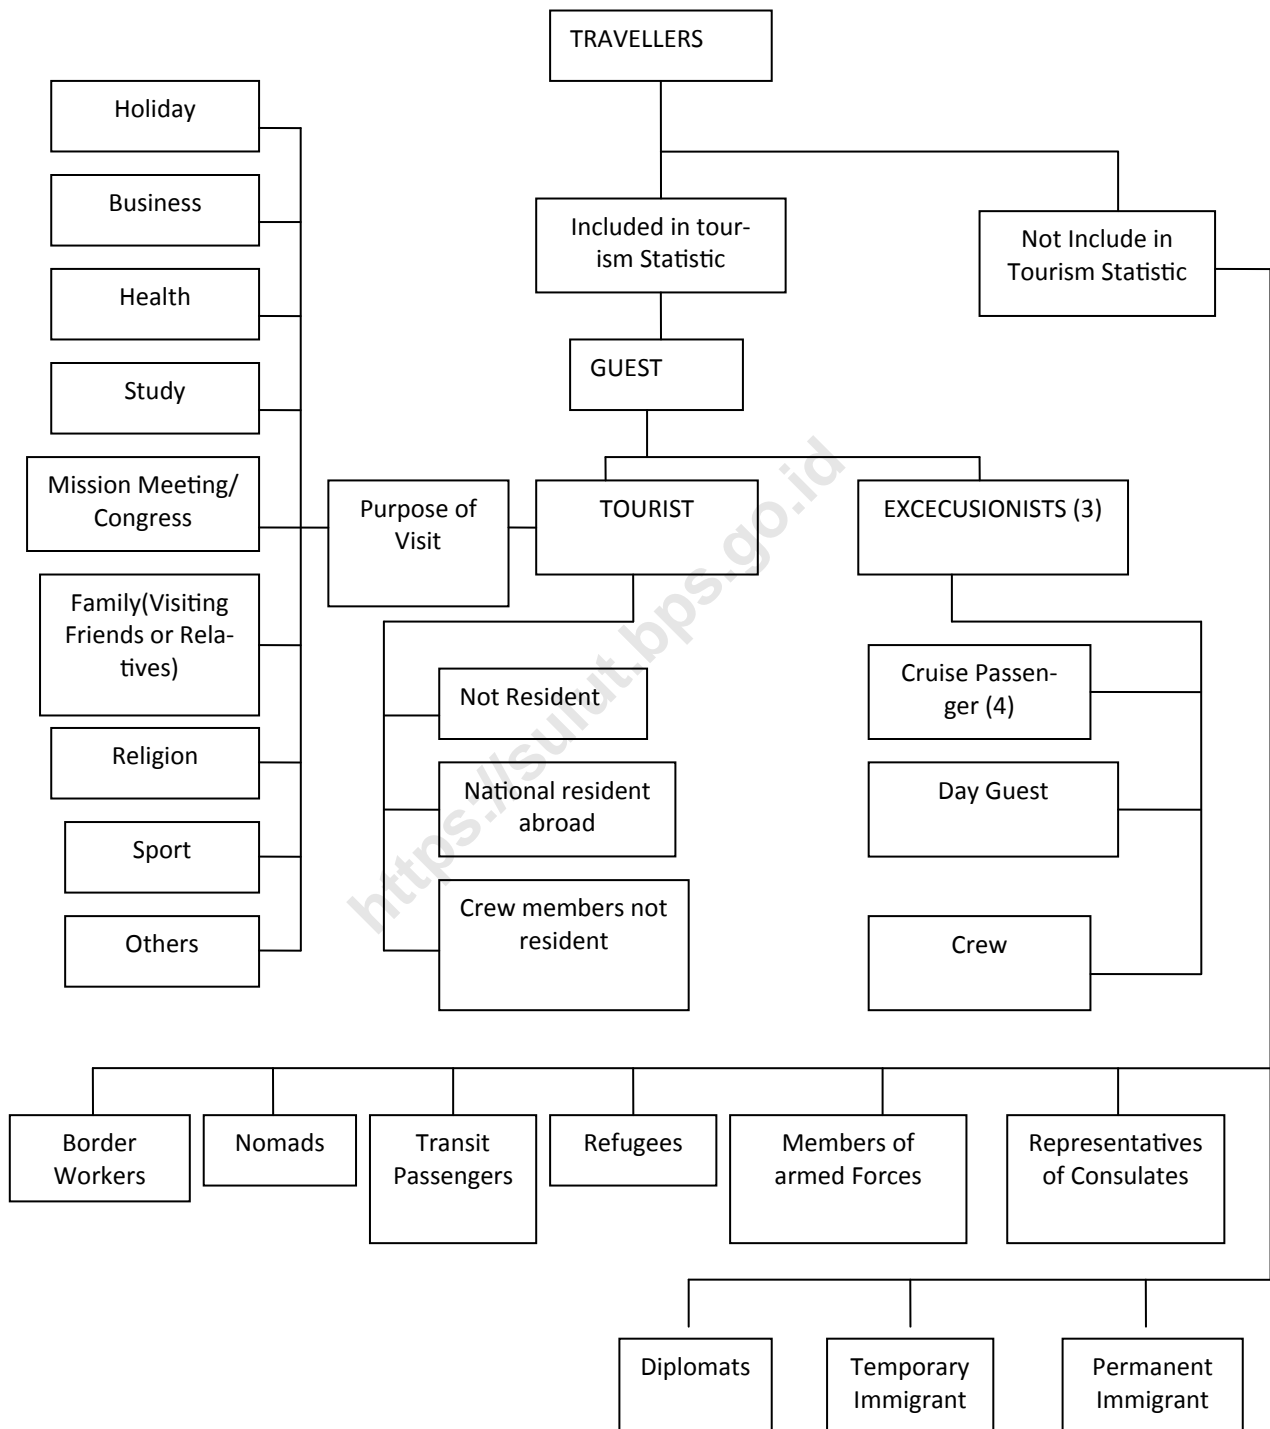 TRAVELLERS
Holiday
Business
Health
Study
Mission Meeting/
Congress
Family(Visiting
Friends or Rela-
tives)
Religion
Sport
Others
Included in tour-
ism Statistic
Not Include in
Tourism Statistic
GUEST
Purpose of
Visit
TOURIST
EXCECUSIONISTS (3)
Not Resident
National resident
abroad
Crew members not
resident
Cruise Passen-
ger (4)
Day Guest
Crew
https://sulut.bps.go.id
Border
Workers
Nomads
Transit
Passengers
Refugees
Members of
armed Forces
Representatives
of Consulates
Diplomats
Temporary
Immigrant
Permanent
Immigrant